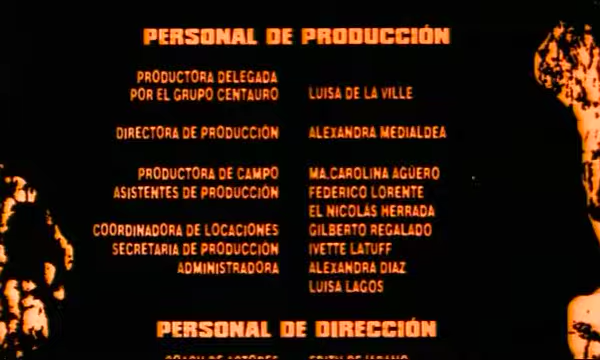 PERSONAL DE PRODUCCIÓN
PRODUCTORA DELEGADA
POR EL GRUPO CENTAURO LUISA DE LA VILLE
DIRECTORA DE PRODUCCIÓN ALEXANDRA MEDIALDEA
PRODUCTORA DE CAMPO MA.CAROLINA AGÜERO
ASISTENTES DE PRODUCCIÓN FEDERICO LORENTE
EL NICOLÁS HERRADA
COORDINADORA DE LOCACIONES GILBERTO REGALADO
SECRETARIA DE PRODUCCIÓN IVETTE LATUFF
ADMINISTRADORA ALEXANDRA DIAZ
LUISA LAGOS
PERSONAL DE DIRECCIÓN